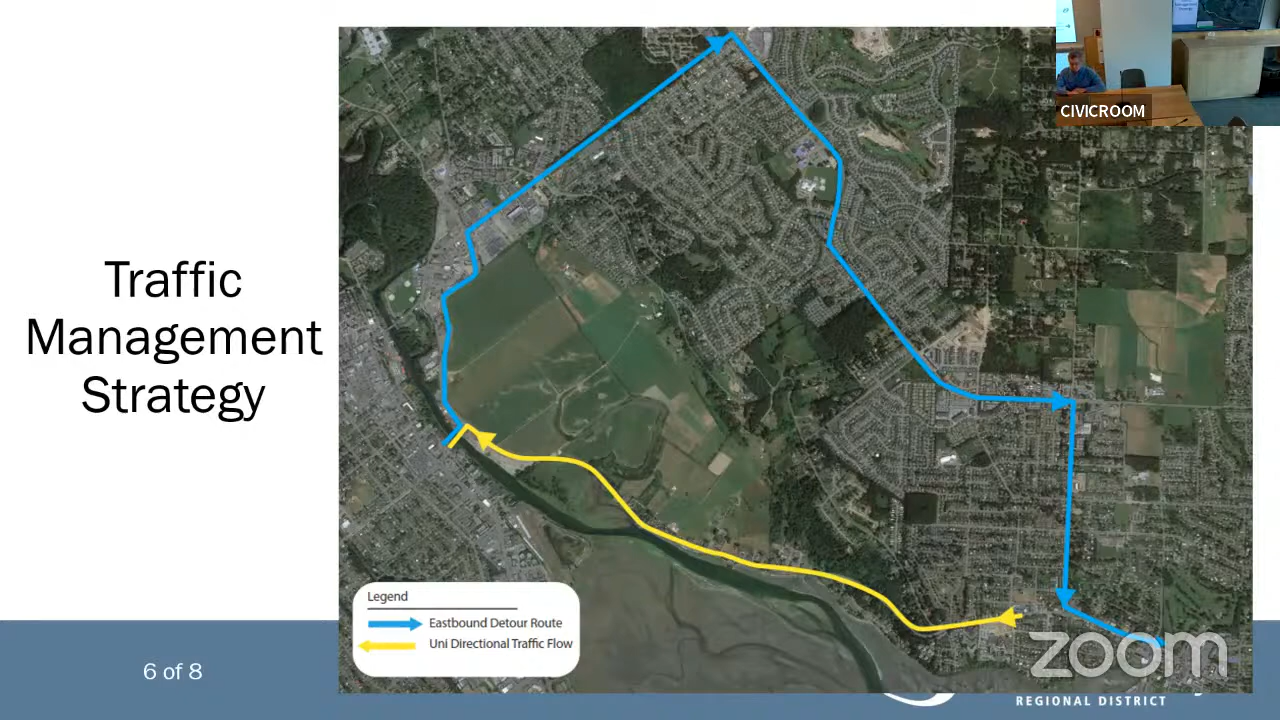 Traffic
Management
Strategy
CIVICROOM
Legend
Eastbound Detour Route
Uni Directional Traffic Flow
6 of 8
zoom
REGIONAL DISTRICT